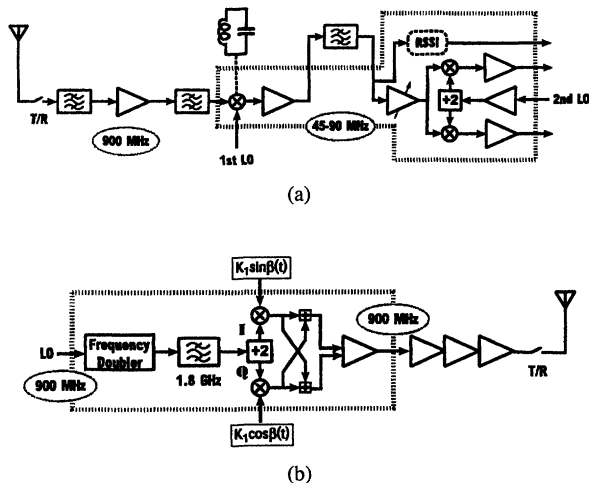 RSSI
T/R
900 MHz
1st LO
45-90 MHz
÷2
2nd LO
(a)
K₁sinβ(t)
LO
Frequency
Doubler
900 MHz
1.8 GHz
I
÷2
Q
900 MHz
T/R
K₁cosβ(t)
(b)